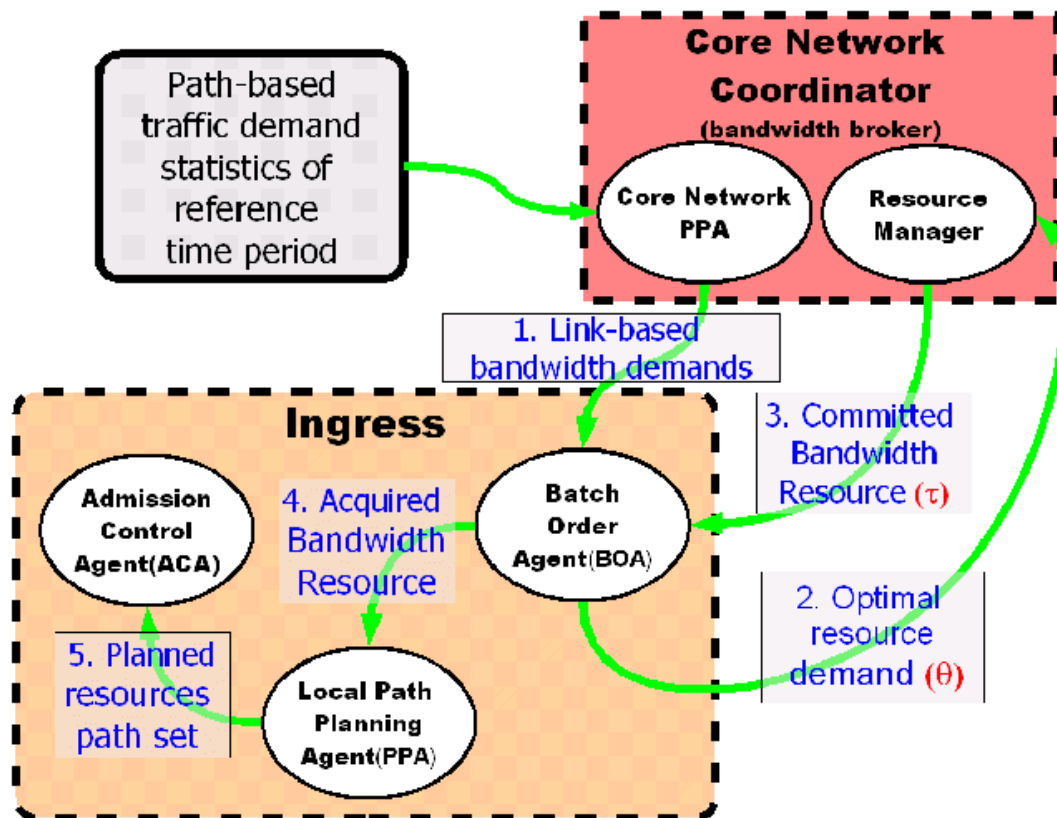 Path-based
traffic demand
statistics of
reference
time period
Core Network
Coordinator
(bandwidth broker)
Core Network
PPA
Resource
Manager
1. Link-based
bandwidth demands
3. Committed
Bandwidth
Resource (τ)
2. Optimal
resource
demand (θ)
Ingress
Admission
Control
Agent(ACA)
4. Acquired
Bandwidth
Resource
Batch
Order
Agent(BOA)
5. Planned
resources
path set
Local Path
Planning
Agent(PPA)